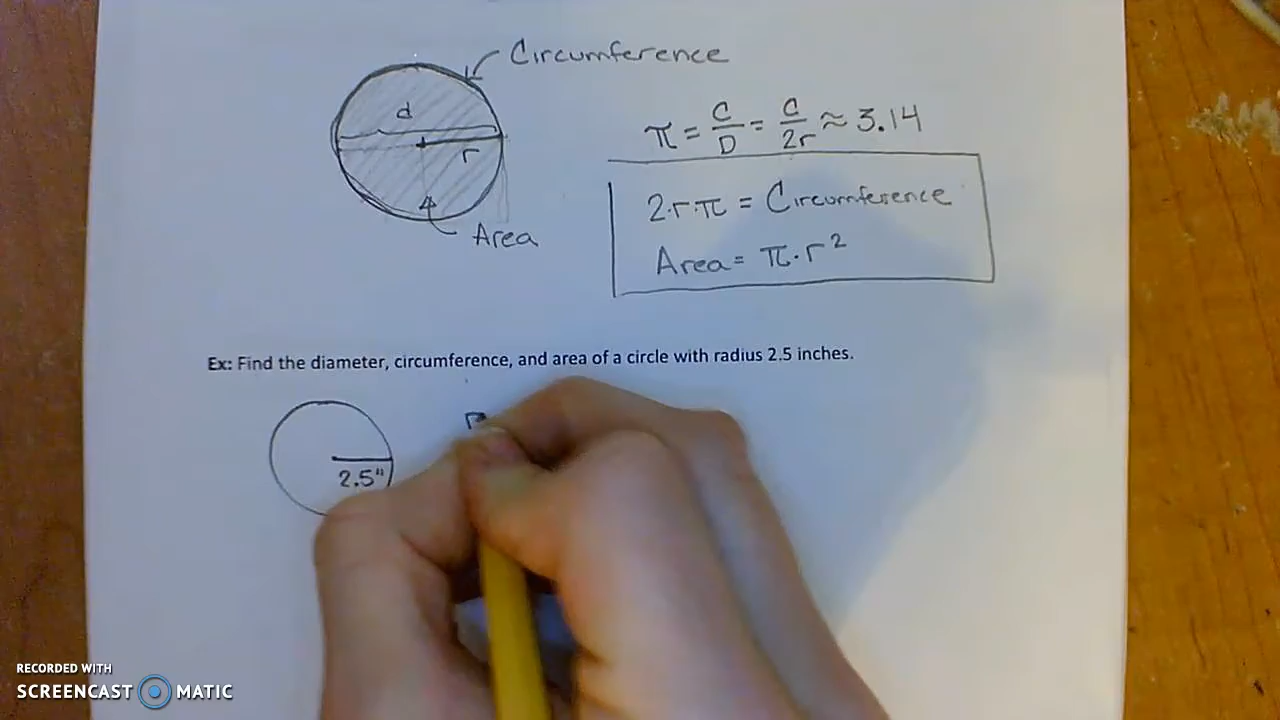 Circumference
d
r
Area
π = C/D = C/2r ≈ 3.14
2·r·π = Circumference
Area = π·r²
Ex: Find the diameter, circumference, and area of a circle with radius 2.5 inches.
2.5"
RECORDED WITH
SCREENCAST MATIC